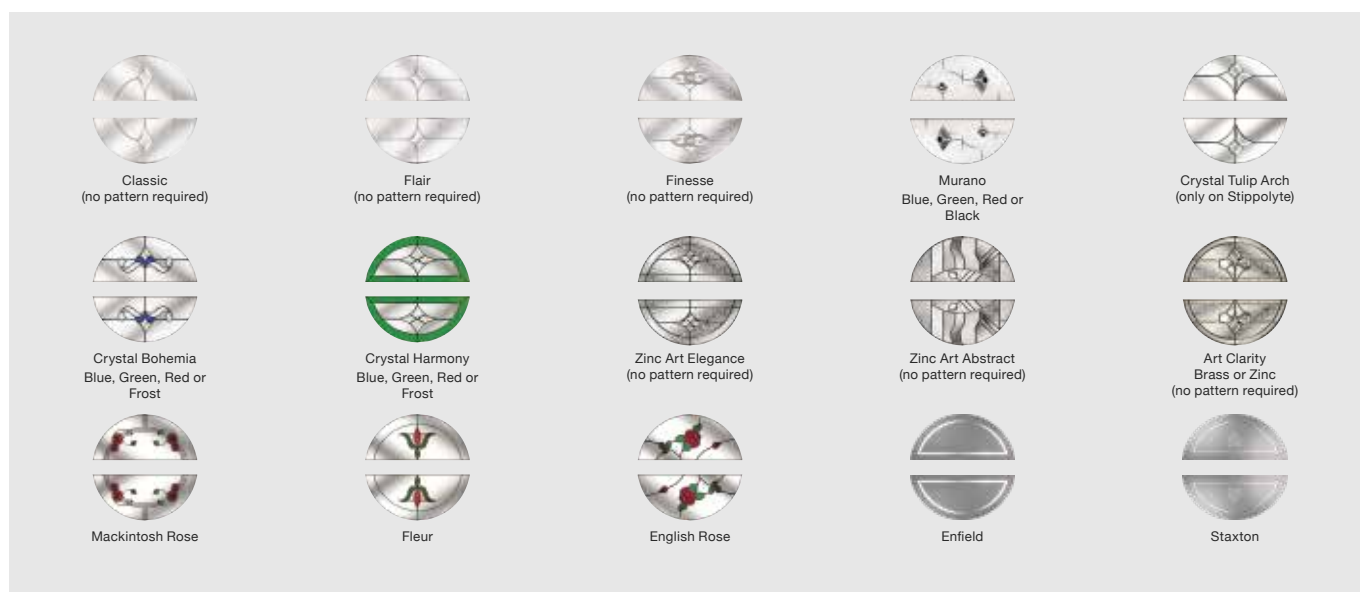 Classic
(no pattern required)
Flair
(no pattern required)
Finesse
(no pattern required)
Murano
Blue, Green, Red or
Black
Crystal Tulip Arch
(only on Stippolyte)
Crystal Bohemia
Blue, Green, Red or
Frost
Crystal Harmony
Blue, Green, Red or
Frost
Zinc Art Elegance
(no pattern required)
Zinc Art Abstract
(no pattern required)
Art Clarity
Brass or Zinc
(no pattern required)
Mackintosh Rose
Fleur
English Rose
Enfield
Staxton